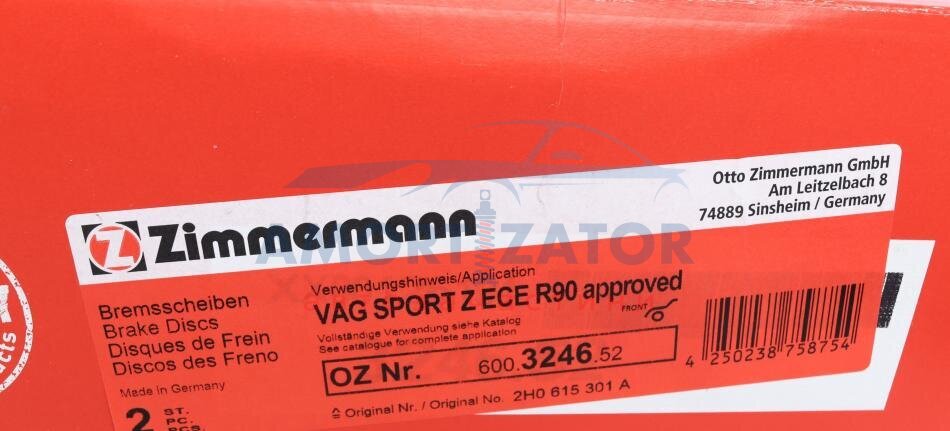 Zimmermann
Otto Zimmermann GmbH
Am Leitzelbach 8
74889 Sinsheim / Germany
AMORTIZATOR
Bremsscheiben
Brake Discs
Disques de Frein
Discos des Freno
Made in Germany
2 ST.
PC.
PCS.
Verwendungshinweis/Application
VAG SPORT Z ECE R90 approved
Vollständige Verwendung siehe Katalog
See catalogue for complete application
FRONT
OZ Nr. 600.3246.52
≙ Original Nr. / Original No. 2H0 615 301 A
4 250238 758754